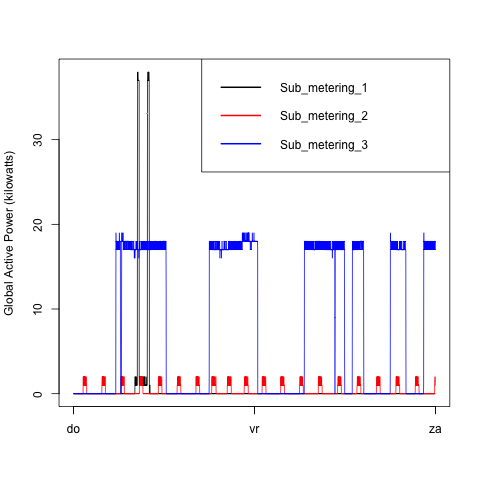 Sub_metering_1
Sub_metering_2
Sub_metering_3
Global Active Power (kilowatts)
30
20
10
0
do vr za